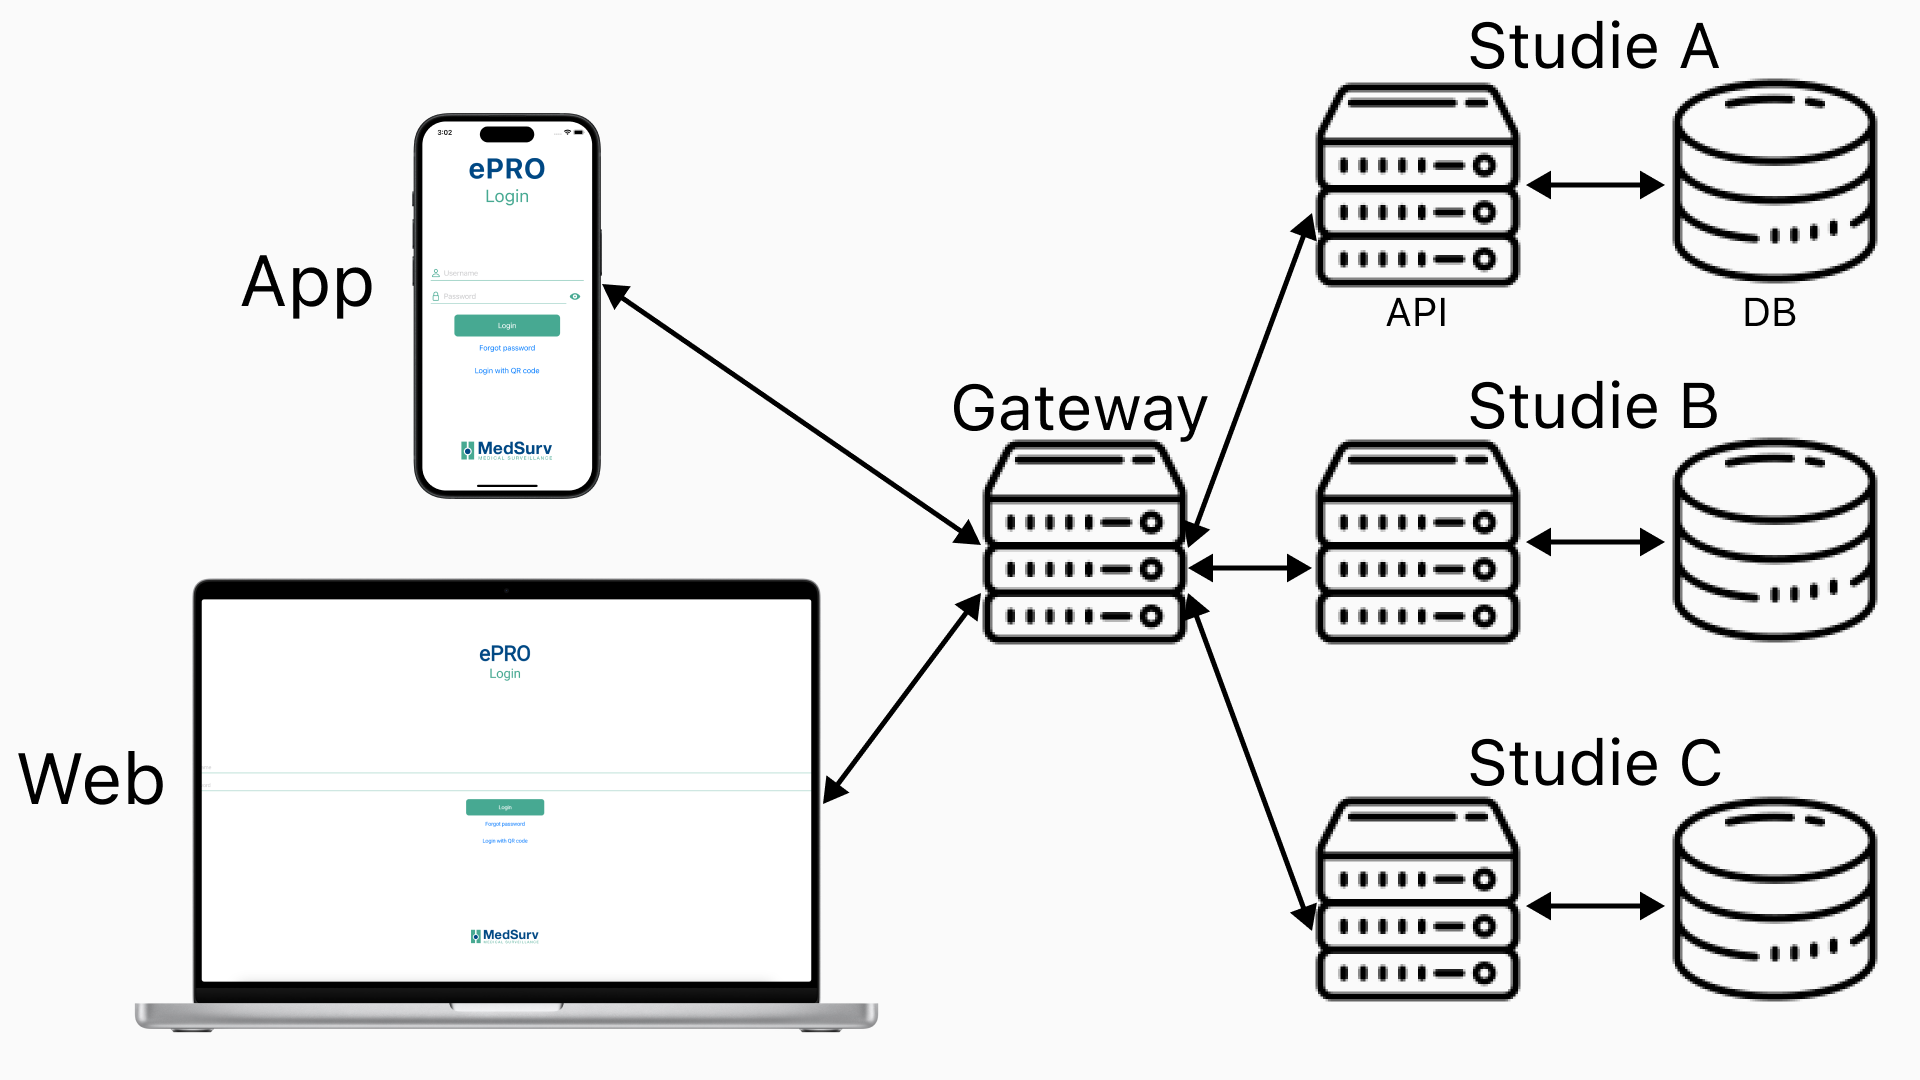 Studie A
API
DB
App
3:02
ePRO
Login
Username
Password
Login
Forgot password
Login with QR code
MedSurv
MEDICAL SURVEILLANCE
Gateway
Studie B
Web
ePRO
Login
Login
Forgot password
Login with QR code
MedSurv
MEDICAL SURVEILLANCE
Studie C